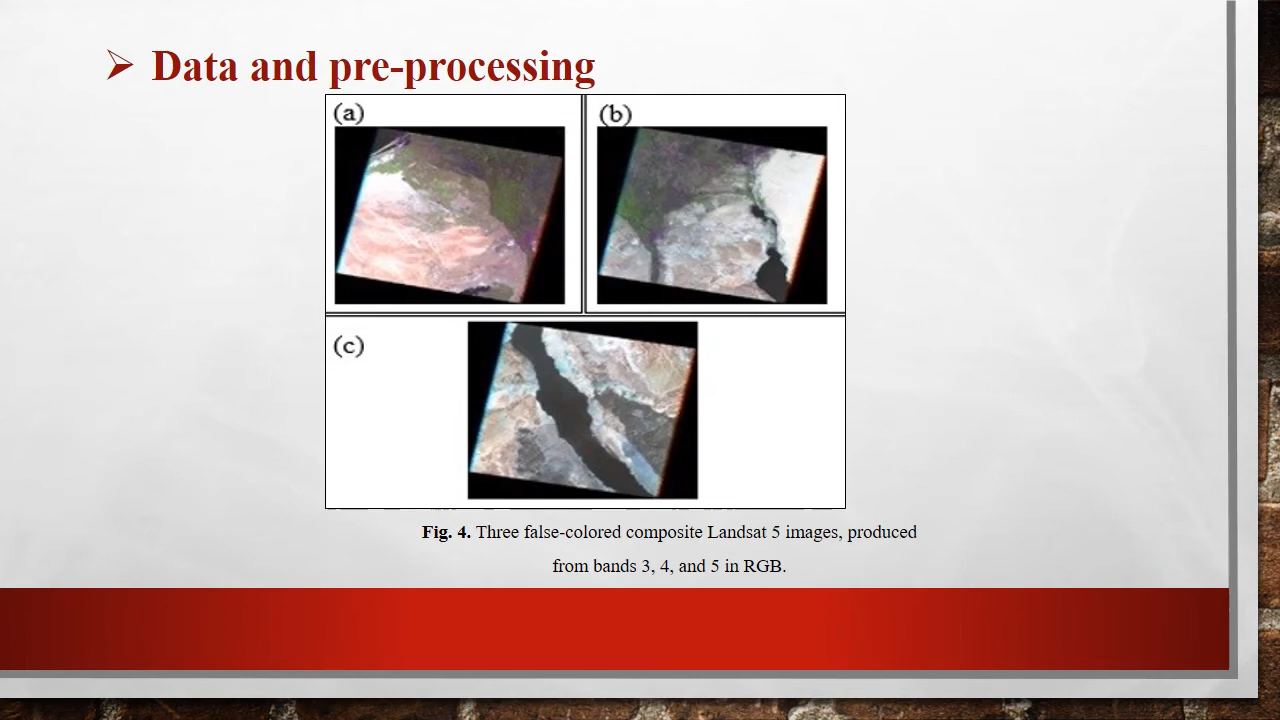 Data and pre-processing
(a)
(b)
(c)
Fig. 4. Three false-colored composite Landsat 5 images, produced
from bands 3, 4, and 5 in RGB.